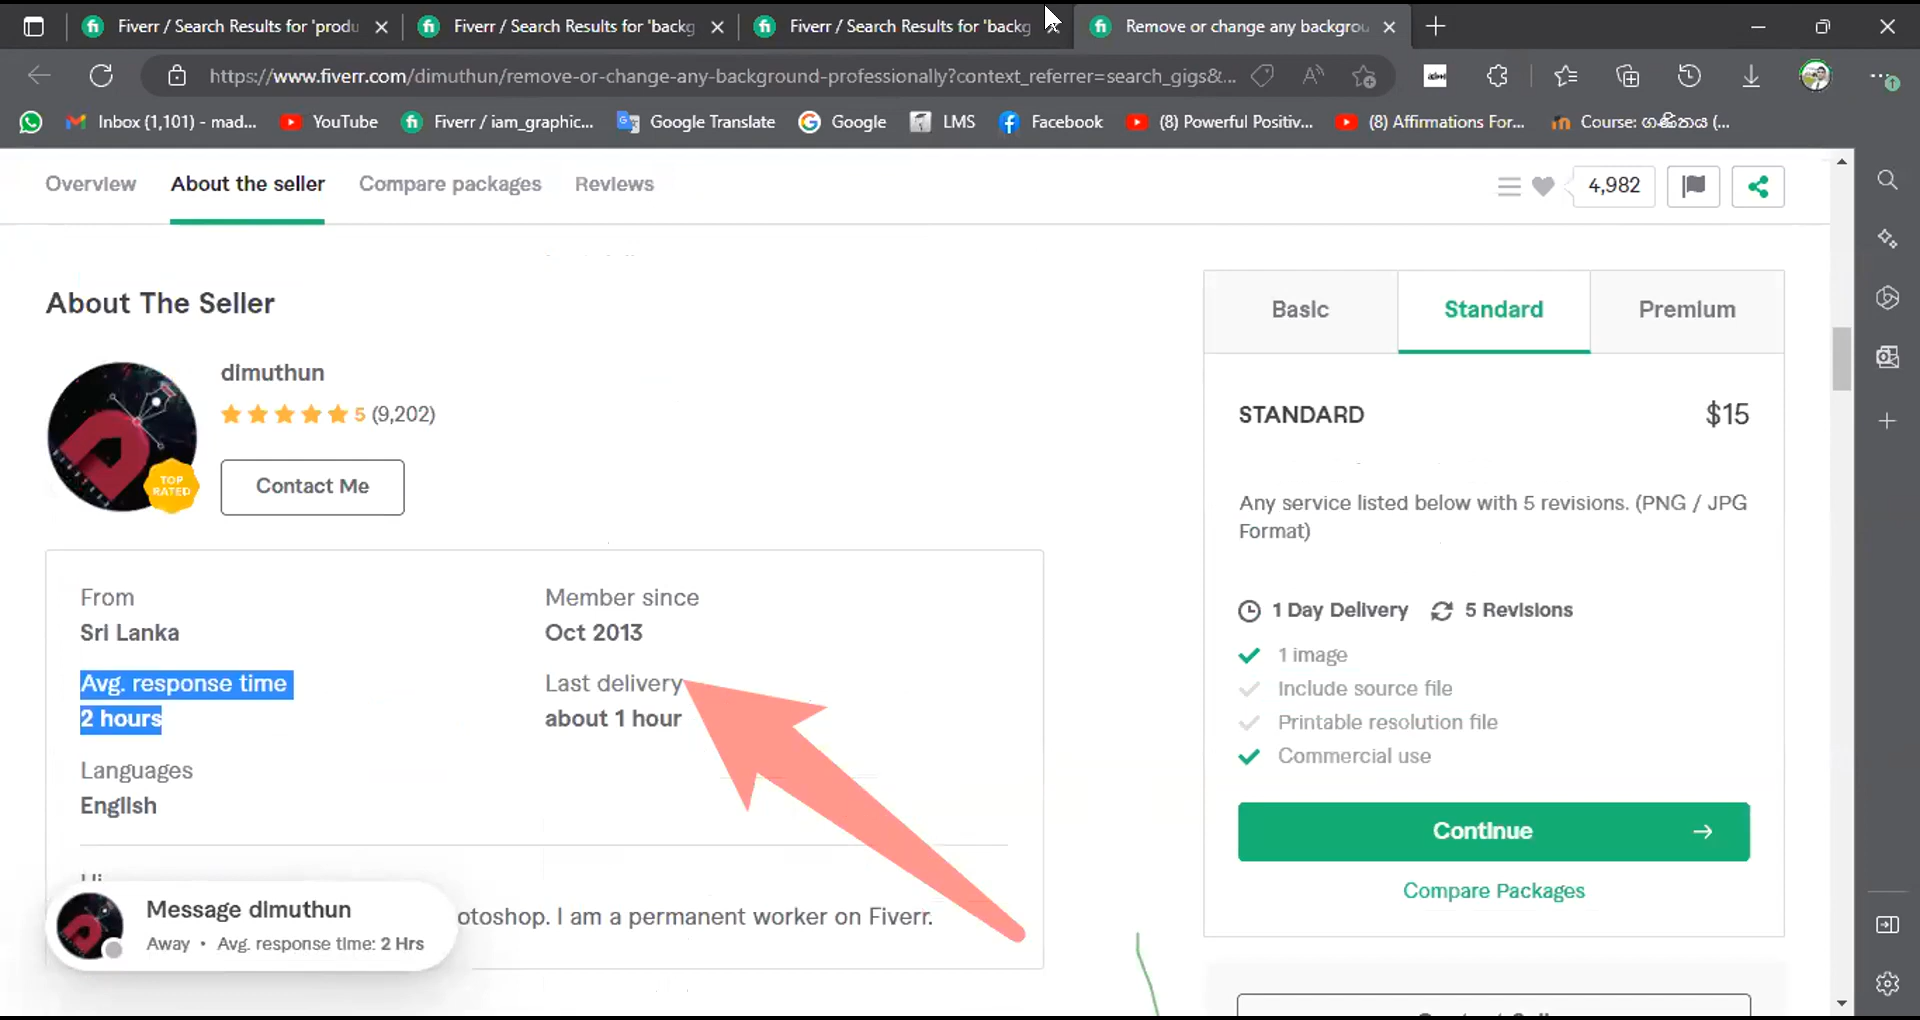 Fiverr / Search Results for 'produ
Fiverr / Search Results for 'backg
Fiverr / Search Results for 'backg
Remove or change any backgrou
https://www.fiverr.com/dimuthun/remove-or-change-any-background-professionally?context_referrer=search_gigs&...
Inbox (1,101) - mad...
YouTube
Fiverr / iam_graphic...
Google Translate
Google
LMS
Facebook
(8) Powerful Positiv...
(8) Affirmations For...
Course: ගණිතය (...
Overview
About the seller
Compare packages
Reviews
4,982
About The Seller
dimuthun
5 (9,202)
TOP
RATED
Contact Me
From
Sri Lanka
Member since
Oct 2013
Avg. response time
2 hours
Last delivery
about 1 hour
Languages
English
otoshop. I am a permanent worker on Fiverr.
Message dimuthun
Away • Avg. response time: 2 Hrs
Basic
Standard
Premium
STANDARD
$15
Any service listed below with 5 revisions. (PNG / JPG
Format)
1 Day Delivery
5 Revisions
1 image
Include source file
Printable resolution file
Commercial use
Continue
Compare Packages